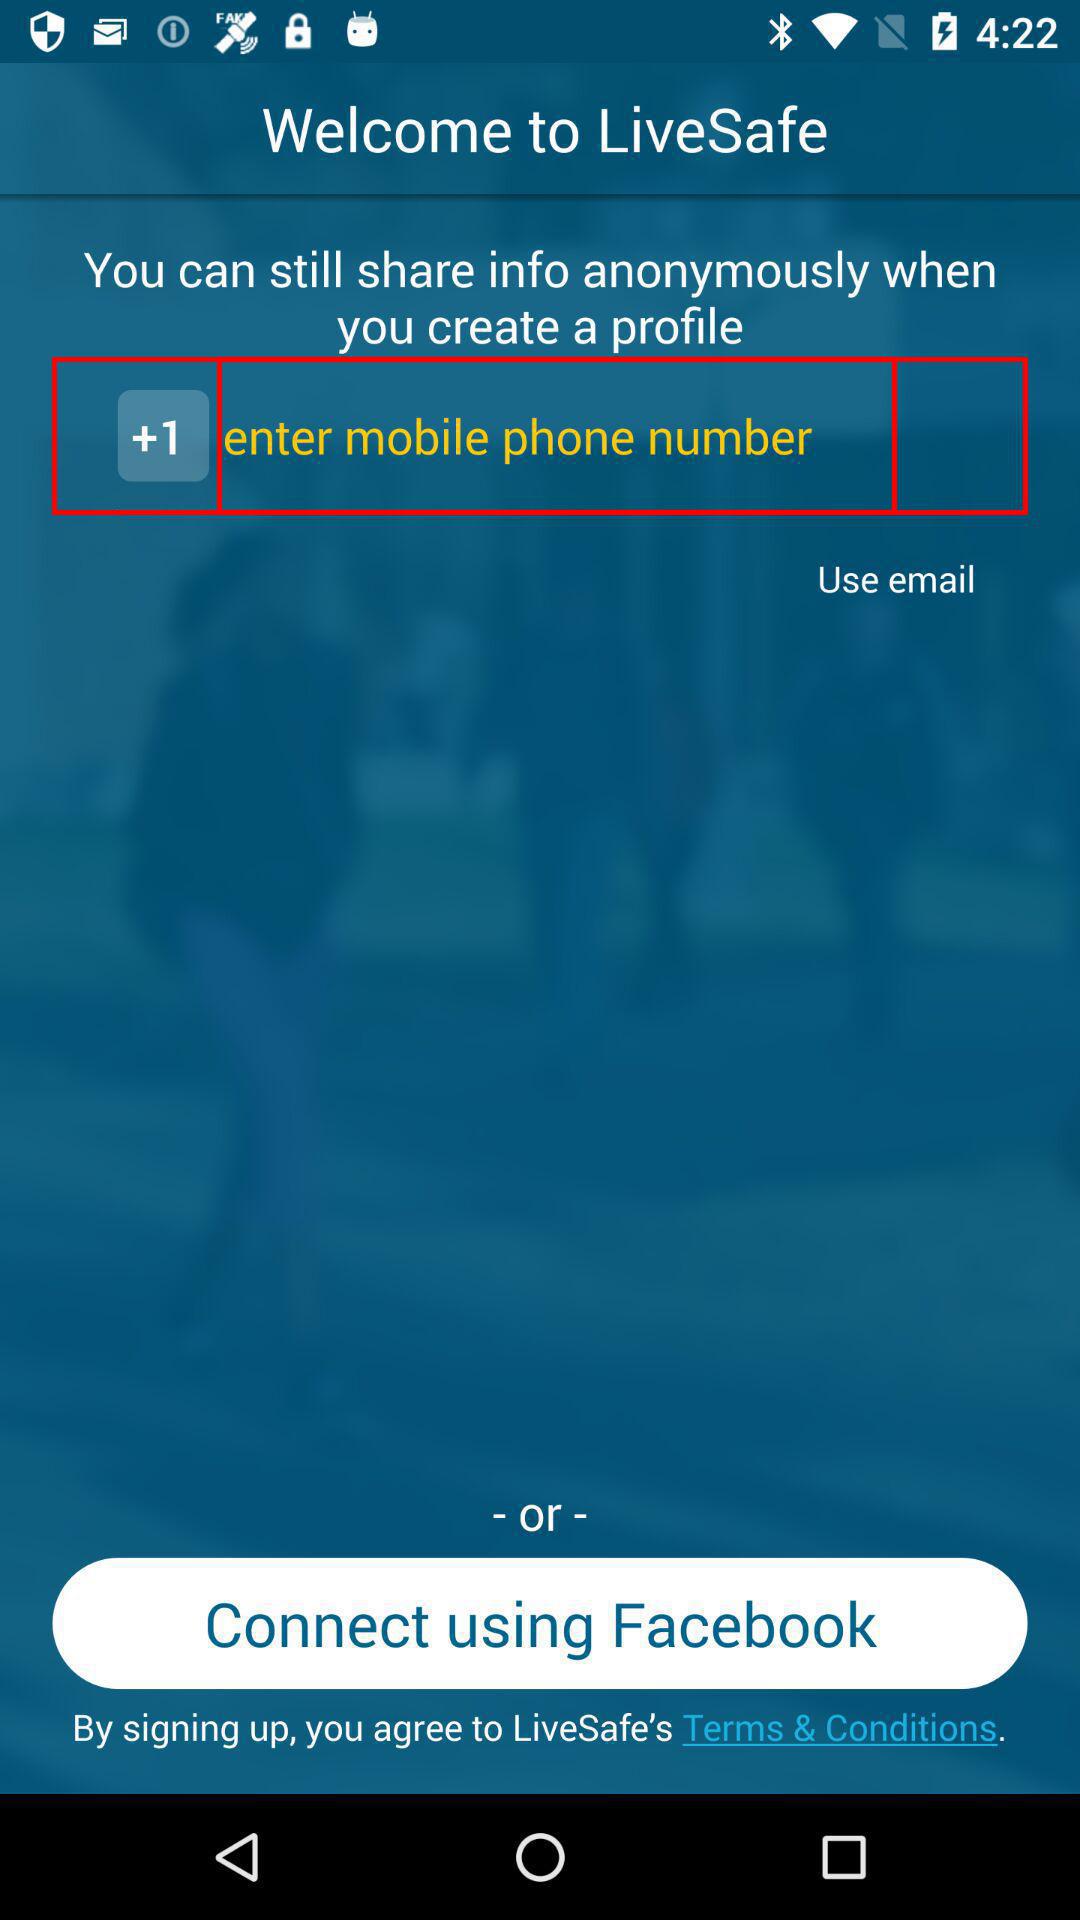 FAKE
4:22
Welcome to LiveSafe
You can still share info anonymously when
you create a profile
+1 enter mobile phone number
Use email
- or -
Connect using Facebook
By signing up, you agree to LiveSafe’s Terms & Conditions.